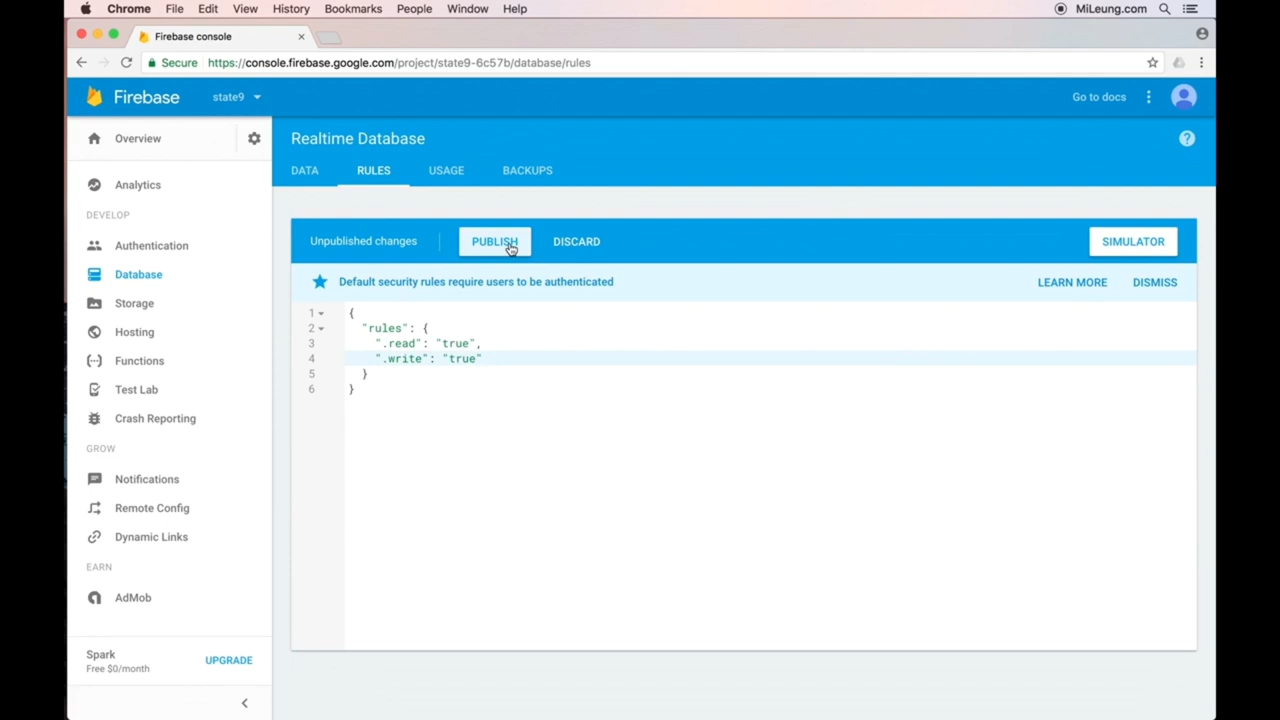 Chrome File Edit View History Bookmarks People Window Help MiLeung.com
Firebase console
Secure https://console.firebase.google.com/project/state9-6c57b/database/rules
Firebase state9 Go to docs
Overview
Analytics
DEVELOP
Authentication
Database
Storage
Hosting
Functions
Test Lab
Crash Reporting
GROW
Notifications
Remote Config
Dynamic Links
EARN
AdMob
Spark
Free $0/month
UPGRADE
Realtime Database
DATA RULES USAGE BACKUPS
Unpublished changes PUBLISH DISCARD SIMULATOR
Default security rules require users to be authenticated LEARN MORE DISMISS
1 {
2 "rules": {
3 ".read": "true",
4 ".write": "true"
5 }
6 }